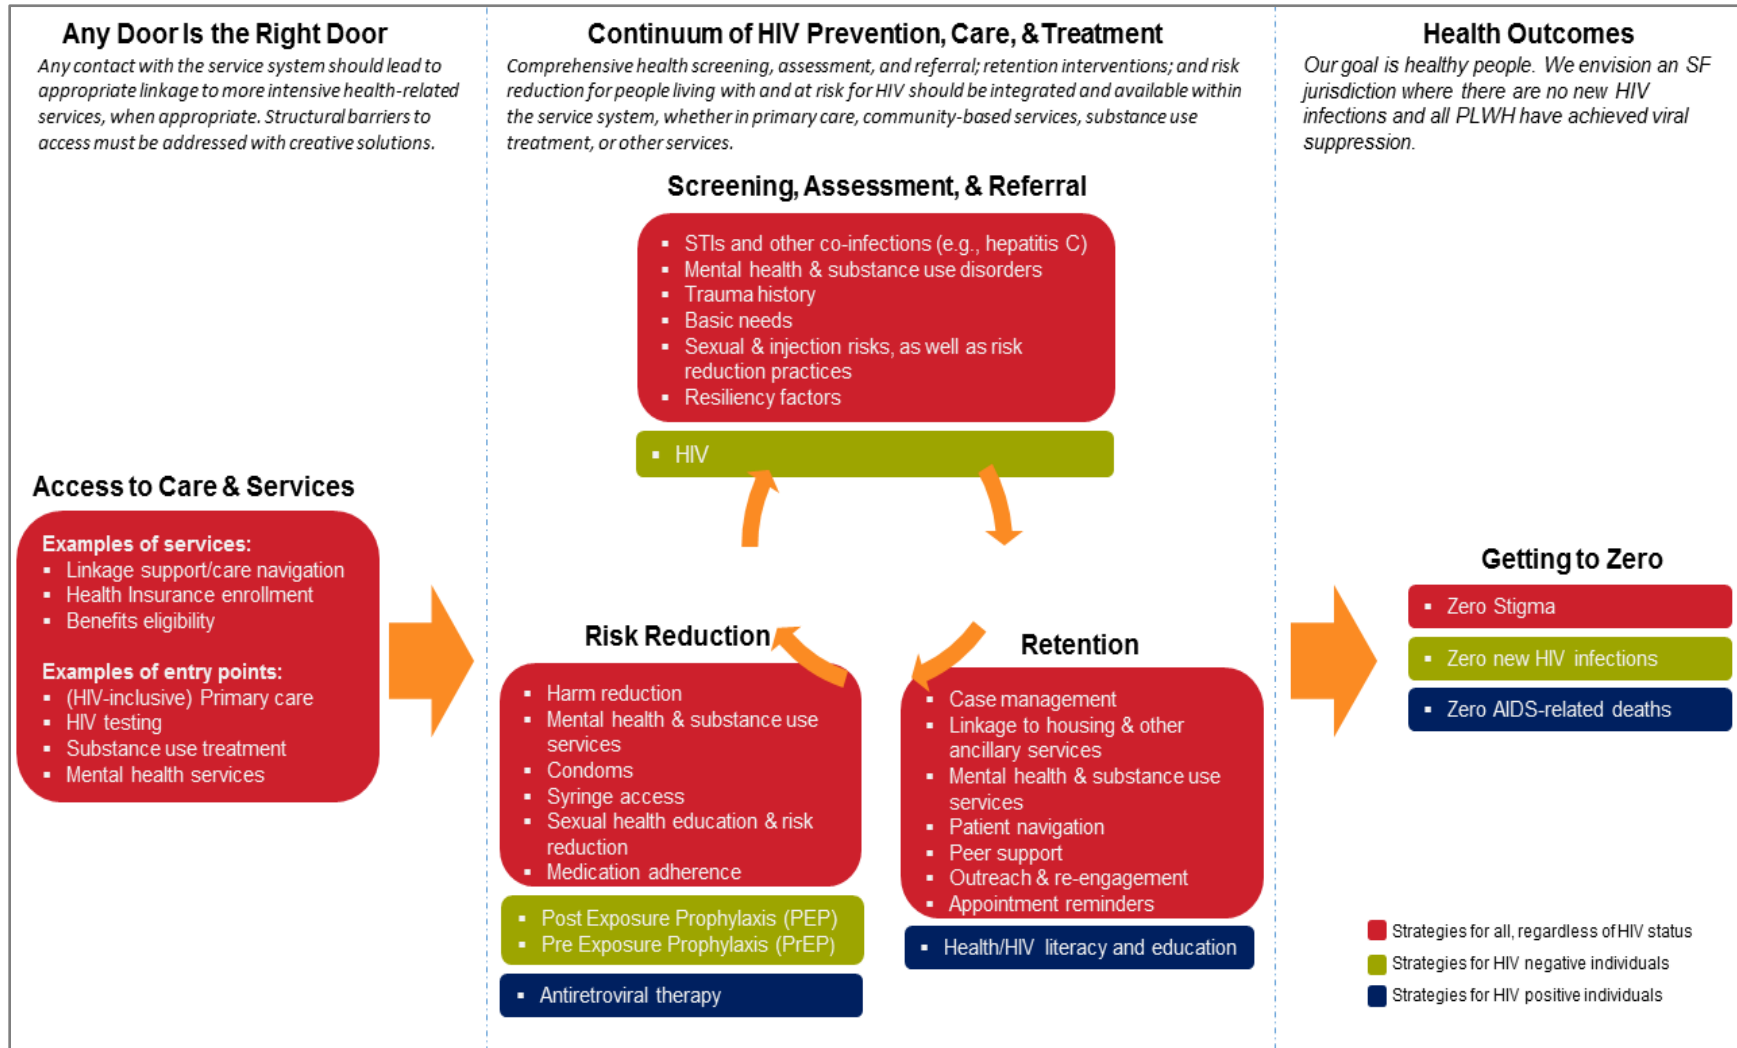 Any Door Is the Right Door
Any contact with the service system should lead to
appropriate linkage to more intensive health-related
services, when appropriate. Structural barriers to
access must be addressed with creative solutions.
Access to Care & Services
Examples of services:
▪ Linkage support/care navigation
▪ Health Insurance enrollment
▪ Benefits eligibility
Examples of entry points:
▪ (HIV-inclusive) Primary care
▪ HIV testing
▪ Substance use treatment
▪ Mental health services
Continuum of HIV Prevention, Care, & Treatment
Comprehensive health screening, assessment, and referral; retention interventions; and risk
reduction for people living with and at risk for HIV should be integrated and available within
the service system, whether in primary care, community-based services, substance use
treatment, or other services.
Screening, Assessment, & Referral
▪ STIs and other co-infections (e.g., hepatitis C)
▪ Mental health & substance use disorders
▪ Trauma history
▪ Basic needs
▪ Sexual & injection risks, as well as risk
reduction practices
▪ Resiliency factors
▪ HIV
Risk Reduction
▪ Harm reduction
▪ Mental health & substance use
services
▪ Condoms
▪ Syringe access
▪ Sexual health education & risk
reduction
▪ Medication adherence
▪ Post Exposure Prophylaxis (PEP)
▪ Pre Exposure Prophylaxis (PrEP)
▪ Antiretroviral therapy
Retention
▪ Case management
▪ Linkage to housing & other
ancillary services
▪ Mental health & substance use
services
▪ Patient navigation
▪ Peer support
▪ Outreach & re-engagement
▪ Appointment reminders
▪ Health/HIV literacy and education
Health Outcomes
Our goal is healthy people. We envision an SF
jurisdiction where there are no new HIV
infections and all PLWH have achieved viral
suppression.
Getting to Zero
▪ Zero Stigma
▪ Zero new HIV infections
▪ Zero AIDS-related deaths
Strategies for all, regardless of HIV status
Strategies for HIV negative individuals
Strategies for HIV positive individuals